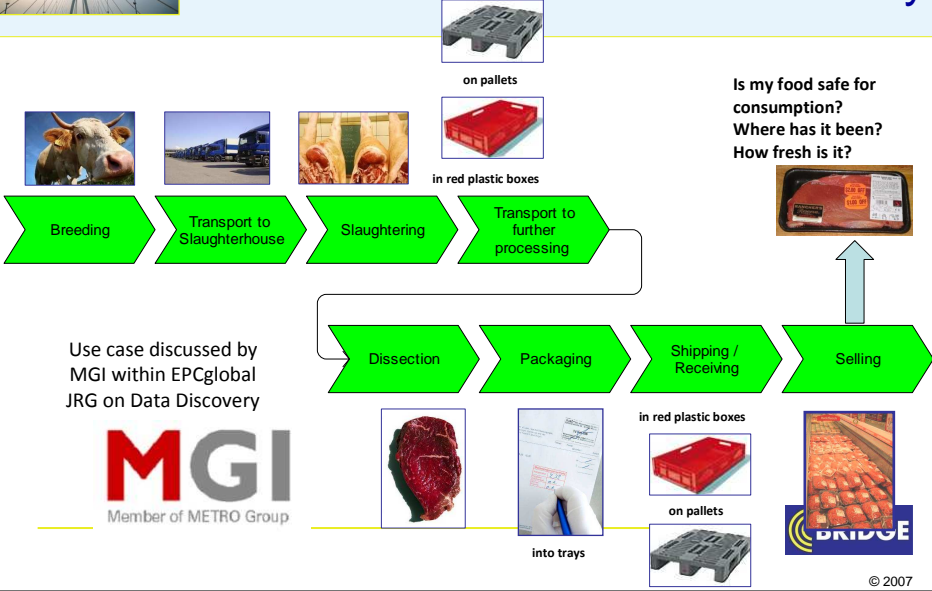 on pallets
in red plastic boxes
Is my food safe for
consumption?
Where has it been?
How fresh is it?
Breeding
Transport to
Slaughterhouse
Slaughtering
Transport to
further
processing
Dissection
Packaging
Shipping /
Receiving
Selling
Use case discussed by
MGI within EPCglobal
JRG on Data Discovery
MGI
Member of METRO Group
into trays
in red plastic boxes
on pallets
BRIDGE
© 2007